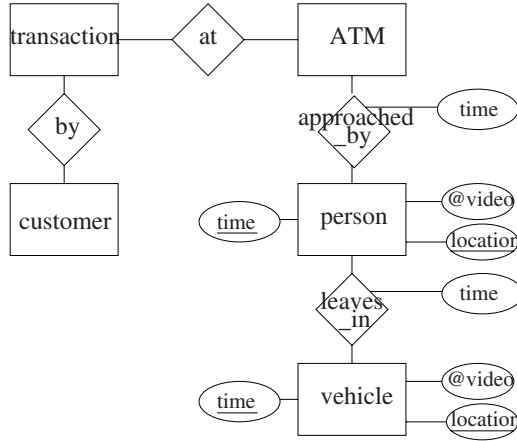 transaction
at
ATM
approached
_by
time
by
customer
time
person
@video
location
leaves
_in
time
time
vehicle
@video
location